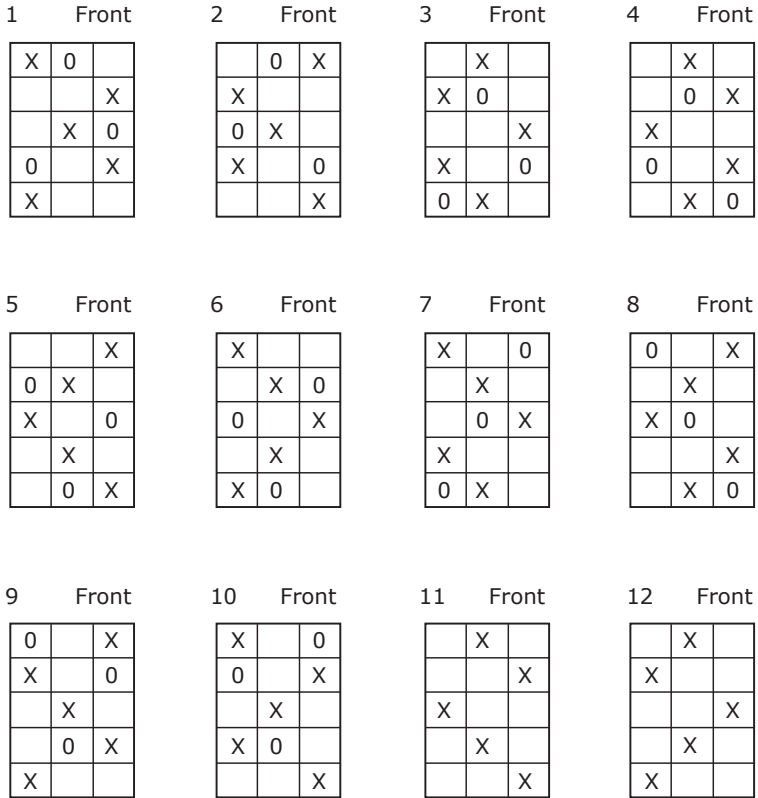 1 Front 2 Front 3 Front 4 Front
X 0 0 X X X
X X X 0 0 X
X 0 0 X X X
0 X X 0 X 0 0 X
X X 0 X X 0
5 Front 6 Front 7 Front 8 Front
X X X 0 0 X
0 X X 0 X X
X 0 0 X 0 X X 0
X X X X
0 X X 0 0 X X 0
9 Front 10 Front 11 Front 12 Front
0 X X 0 X X
X 0 0 X X X
X X X X
0 X X 0 X X
X X X X